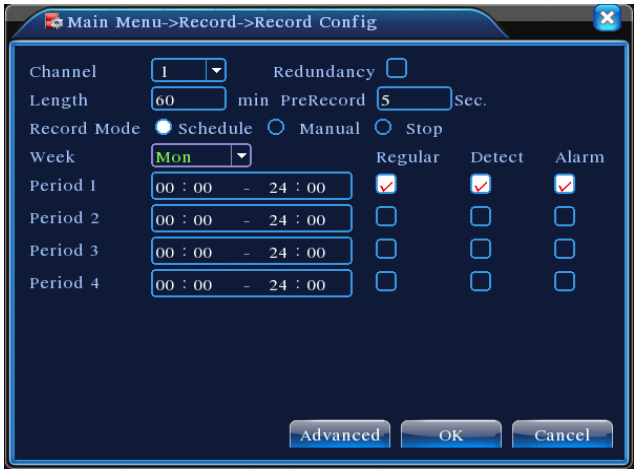 Main Menu->Record->Record Config
Channel 1 Redundancy
Length 60 min PreRecord 5 Sec.
Record Mode Schedule Manual Stop
Week Mon Regular Detect Alarm
Period 1 00 : 00 - 24 : 00
Period 2 00 : 00 - 24 : 00
Period 3 00 : 00 - 24 : 00
Period 4 00 : 00 - 24 : 00
Advanced OK Cancel